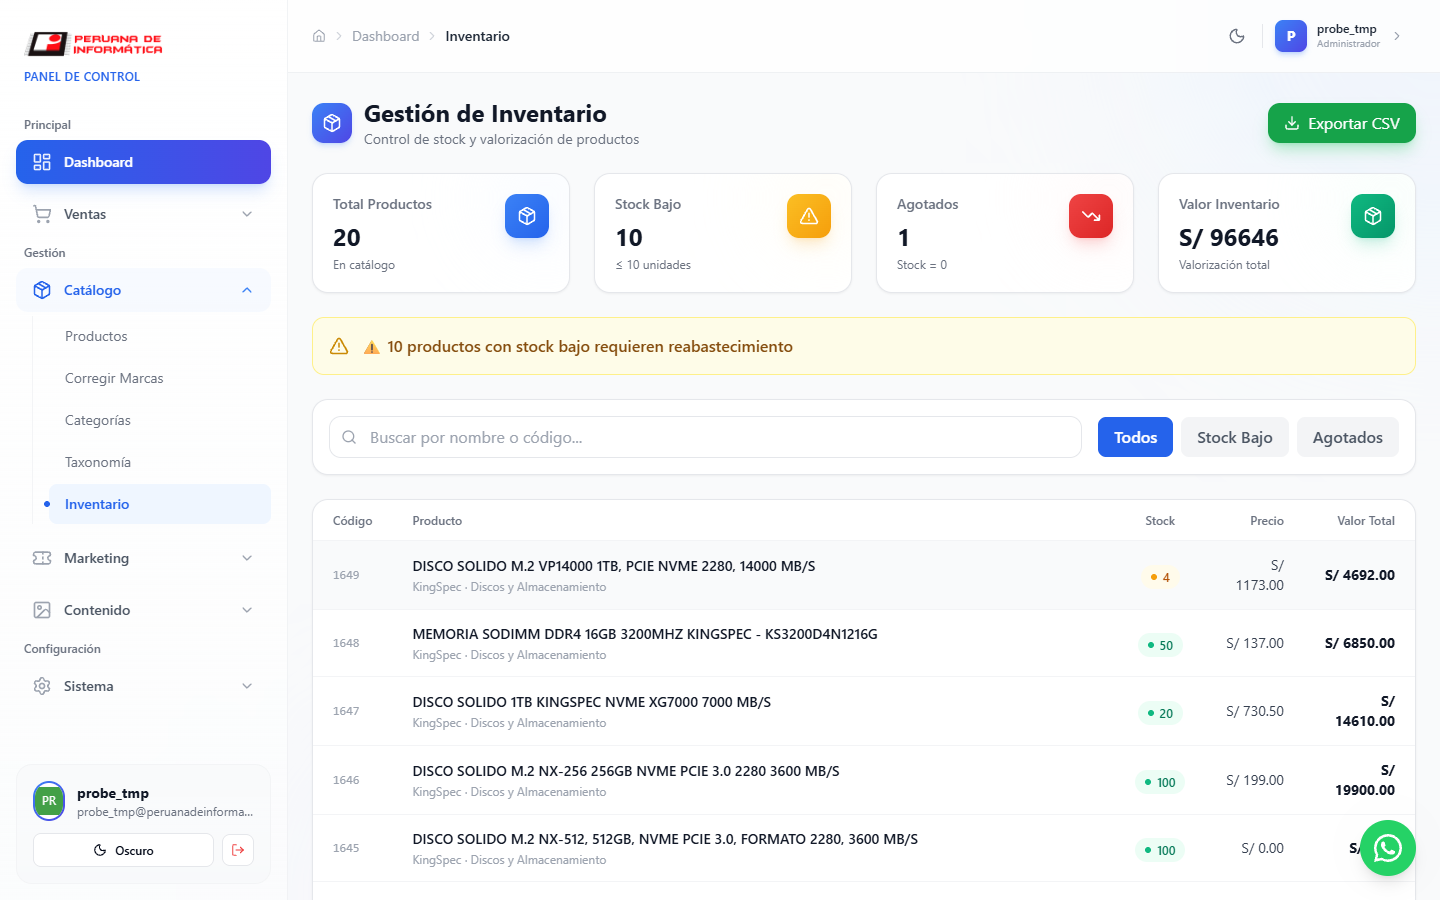 PERUANA DE
INFORMÁTICA
PANEL DE CONTROL
Principal
Dashboard
Ventas
Gestión
Catálogo
Productos
Corregir Marcas
Categorías
Taxonomía
Inventario
Marketing
Contenido
Configuración
Sistema
PR
probe_tmp
probe_tmp@peruanadeinforma...
Oscuro
Dashboard
Inventario
P
probe_tmp
Administrador
Gestión de Inventario
Control de stock y valorización de productos
Exportar CSV
Total Productos
20
En catálogo
Stock Bajo
10
≤ 10 unidades
Agotados
1
Stock = 0
Valor Inventario
S/ 96646
Valorización total
10 productos con stock bajo requieren reabastecimiento
Buscar por nombre o código...
Todos
Stock Bajo
Agotados
Código Producto Stock Precio Valor Total
1649 DISCO SOLIDO M.2 VP14000 1TB, PCIE NVME 2280, 14000 MB/S 4 S/ 1173.00 S/ 4692.00
KingSpec · Discos y Almacenamiento
1648 MEMORIA SODIMM DDR4 16GB 3200MHZ KINGSPEC - KS3200D4N1216G 50 S/ 137.00 S/ 6850.00
KingSpec · Discos y Almacenamiento
1647 DISCO SOLIDO 1TB KINGSPEC NVME XG7000 7000 MB/S 20 S/ 730.50 S/ 14610.00
KingSpec · Discos y Almacenamiento
1646 DISCO SOLIDO M.2 NX-256 256GB NVME PCIE 3.0 2280 3600 MB/S 100 S/ 199.00 S/ 19900.00
KingSpec · Discos y Almacenamiento
1645 DISCO SOLIDO M.2 NX-512, 512GB, NVME PCIE 3.0, FORMATO 2280, 3600 MB/S 100 S/ 0.00 S/
KingSpec · Discos y Almacenamiento